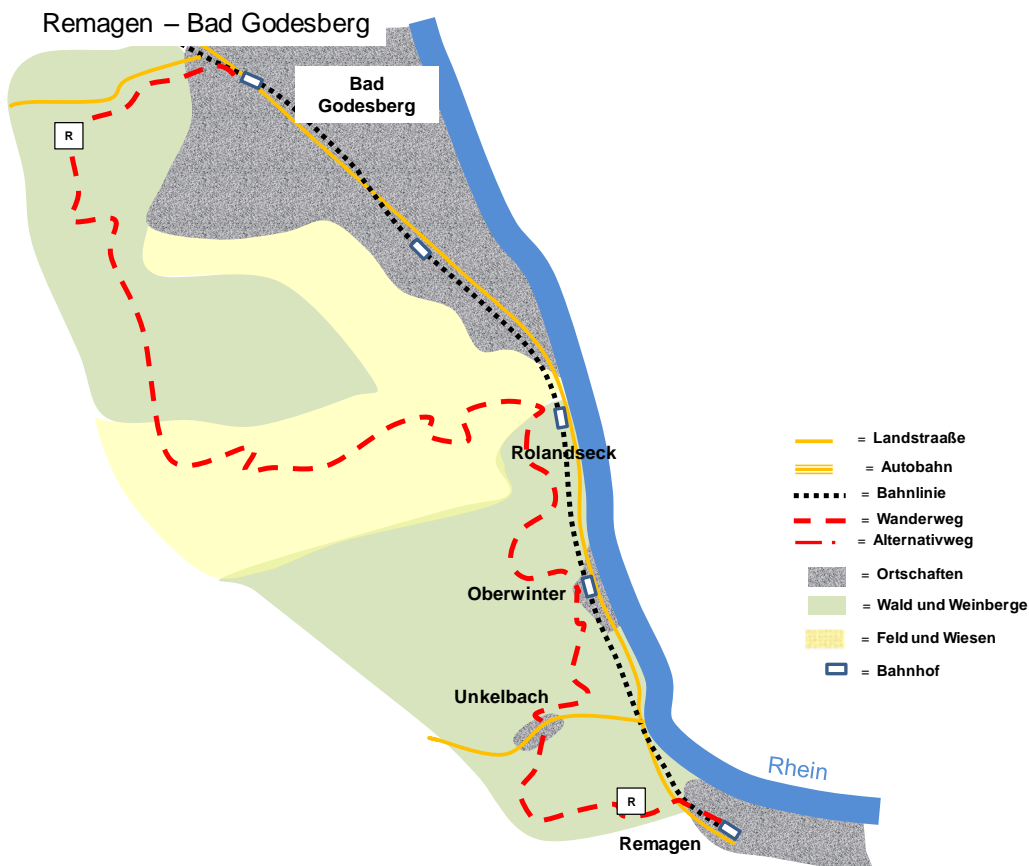 Remagen – Bad Godesberg
Bad
Godesberg
R
Rolandseck
Oberwinter
Unkelbach
R
Remagen
Rhein
= Landstraaße
= Autobahn
= Bahnlinie
= Wanderweg
= Alternativweg
= Ortschaften
= Wald und Weinberge
= Feld und Wiesen
= Bahnhof